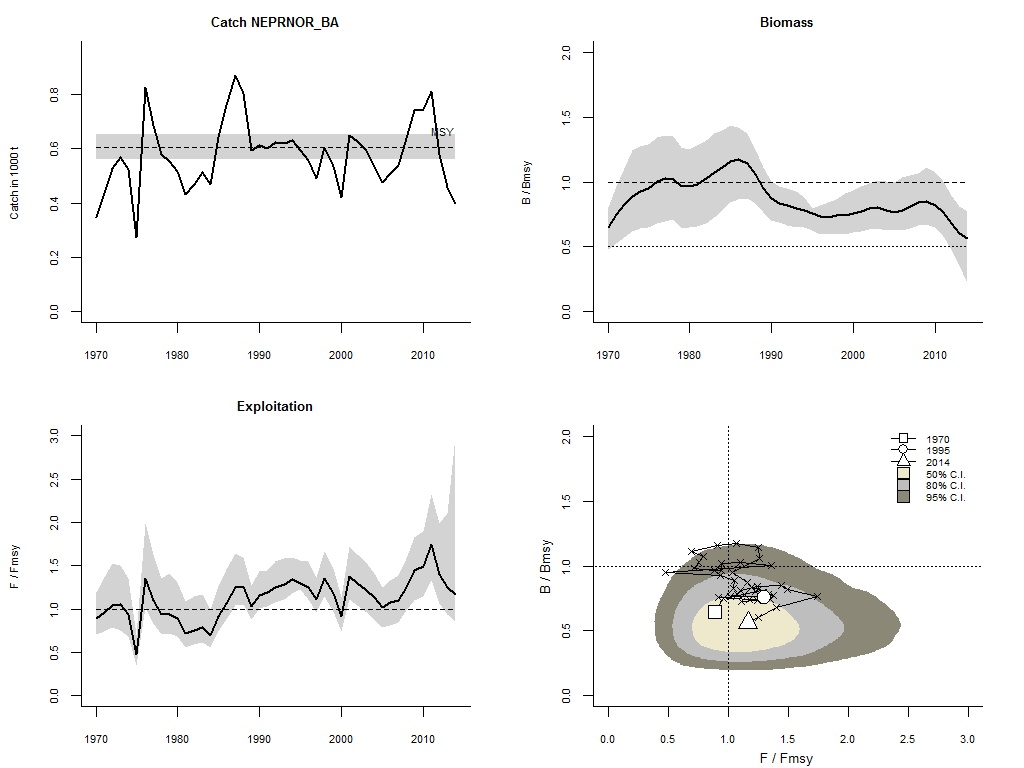 Catch NEPRNOR_BA
Catch in 1000 t
0.0 0.2 0.4 0.6 0.8
MSY
1970 1980 1990 2000 2010
Biomass
B / Bmsy
0.0 0.5 1.0 1.5 2.0
1970 1980 1990 2000 2010
Exploitation
F / Fmsy
0.0 0.5 1.0 1.5 2.0 2.5 3.0
1970 1980 1990 2000 2010
B / Bmsy
0.0 0.5 1.0 1.5 2.0
1970
1995
2014
50% C.I.
80% C.I.
95% C.I.
0.0 0.5 1.0 1.5 2.0 2.5 3.0
F / Fmsy